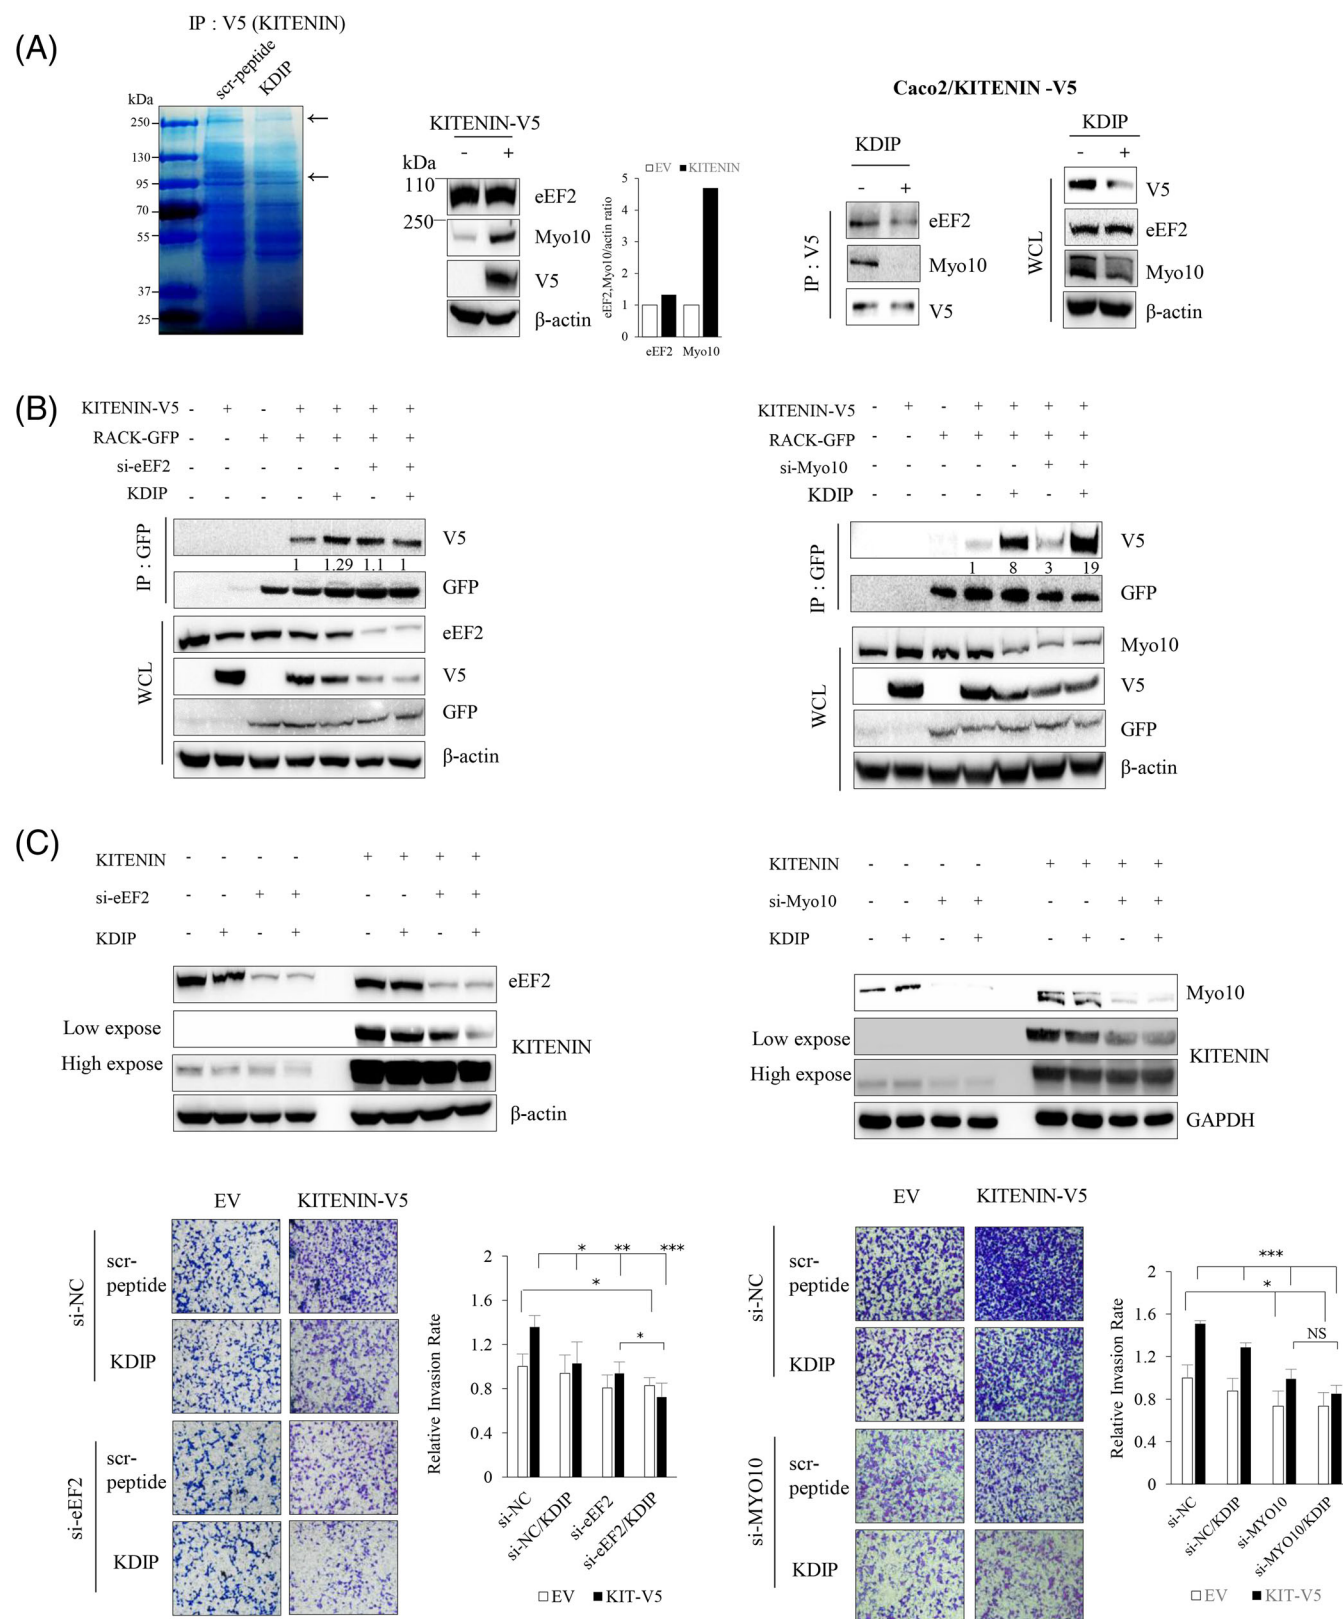 (A)
IP : V5 (KITENIN)
scr-peptide
KDIP
kDa
250
130
95
70
55
37
25
KITENIN-V5
- +
kDa
110
250
eEF2
Myo10
V5
β-actin
EV KITENIN
eEF2,Myo10/actin ratio
5
4
3
2
1
0
eEF2 Myo10
Caco2/KITENIN -V5
KDIP
- +
IP : V5
eEF2
Myo10
V5
KDIP
- +
WCL
V5
eEF2
Myo10
β-actin
(B)
KITENIN-V5 - + - + + + +
RACK-GFP - - + + + + +
si-eEF2 - - - - - + +
KDIP - - - - + - +
IP : GFP
V5
1 1.29 1.1 1
GFP
WCL
eEF2
V5
GFP
β-actin
KITENIN-V5 - + - + + + +
RACK-GFP - - + + + + +
si-Myo10 - - - - - + +
KDIP - - - - + - +
IP : GFP
V5
1 8 3 19
GFP
WCL
Myo10
V5
GFP
β-actin
(C)
KITENIN - - - - + + + +
si-eEF2 - - + + - - + +
KDIP - + - + - + - +
eEF2
Low expose
High expose
KITENIN
β-actin
KITENIN - - - - + + + +
si-Myo10 - - + + - - + +
KDIP - + - + - + - +
Myo10
Low expose
High expose
KITENIN
GAPDH
EV KITENIN-V5
si-NC
scr-
peptide
KDIP
si-eEF2
scr-
peptide
KDIP
Relative Invasion Rate
2
1.6
1.2
0.8
0.4
0
* ** ***
*
*
si-NC
si-NC/KDIP
si-eEF2
si-eEF2/KDIP
EV KIT-V5
EV KITENIN-V5
si-NC
scr-
peptide
KDIP
si-MYO10
scr-
peptide
KDIP
Relative Invasion Rate
2
1.6
1.2
0.8
0.4
0
***
*
NS
si-NC
si-NC/KDIP
si-MYO10
si-MYO10/KDIP
EV KIT-V5